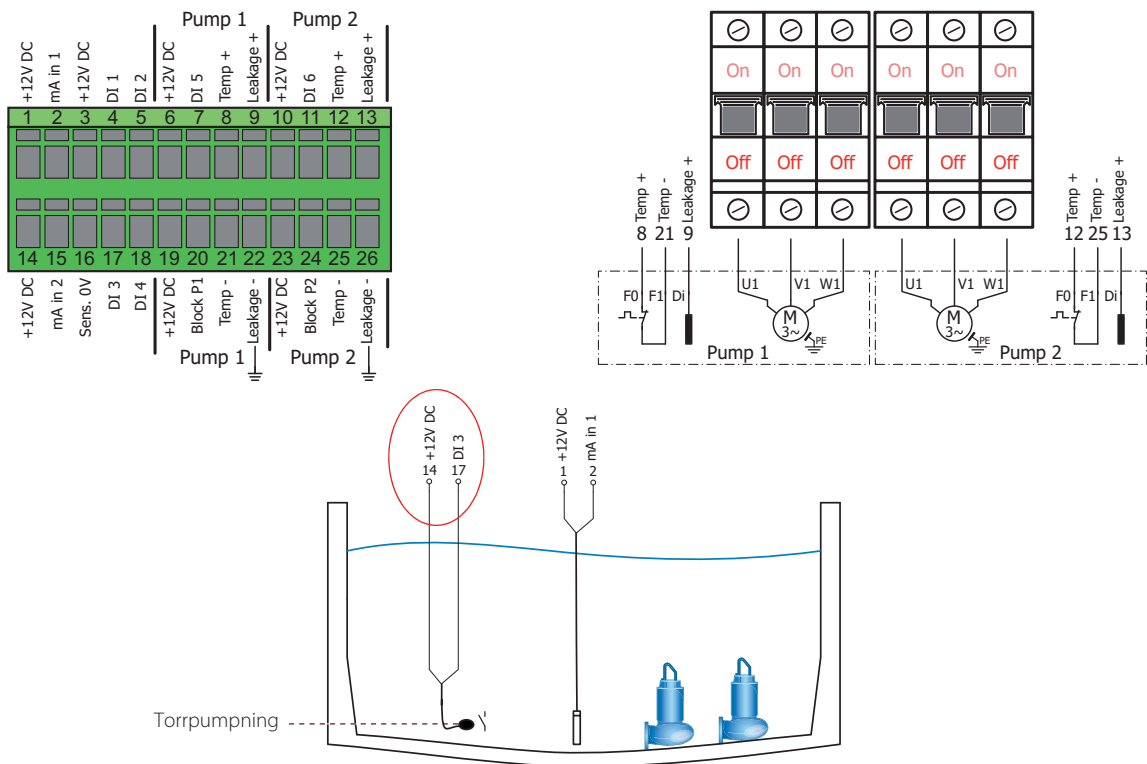 Pump 1 Pump 2
+12V DC
mA in 1
+12V DC
DI 1
DI 2
+12V DC
DI 5
Temp +
Leakage +
+12V DC
DI 6
Temp +
Leakage +
1 2 3 4 5 6 7 8 9 10 11 12 13
14 15 16 17 18 19 20 21 22 23 24 25 26
+12V DC
mA in 2
Sens. 0V
DI 3
DI 4
+12V DC
Block P1
Temp -
Leakage -
+12V DC
Block P2
Temp -
Leakage -
Pump 1 Pump 2
On On On On On On
Off Off Off Off Off Off
8 Temp +
21 Temp -
9 Leakage +
12 Temp +
25 Temp -
13 Leakage +
F0 F1 Di U1 V1 W1
M
3~
PE
Pump 1
U1 V1 W1 F0 F1 Di
M
3~
PE
Pump 2
14 +12V DC
17 DI 3
1 +12V DC
2 mA in 1
Torrpumpning